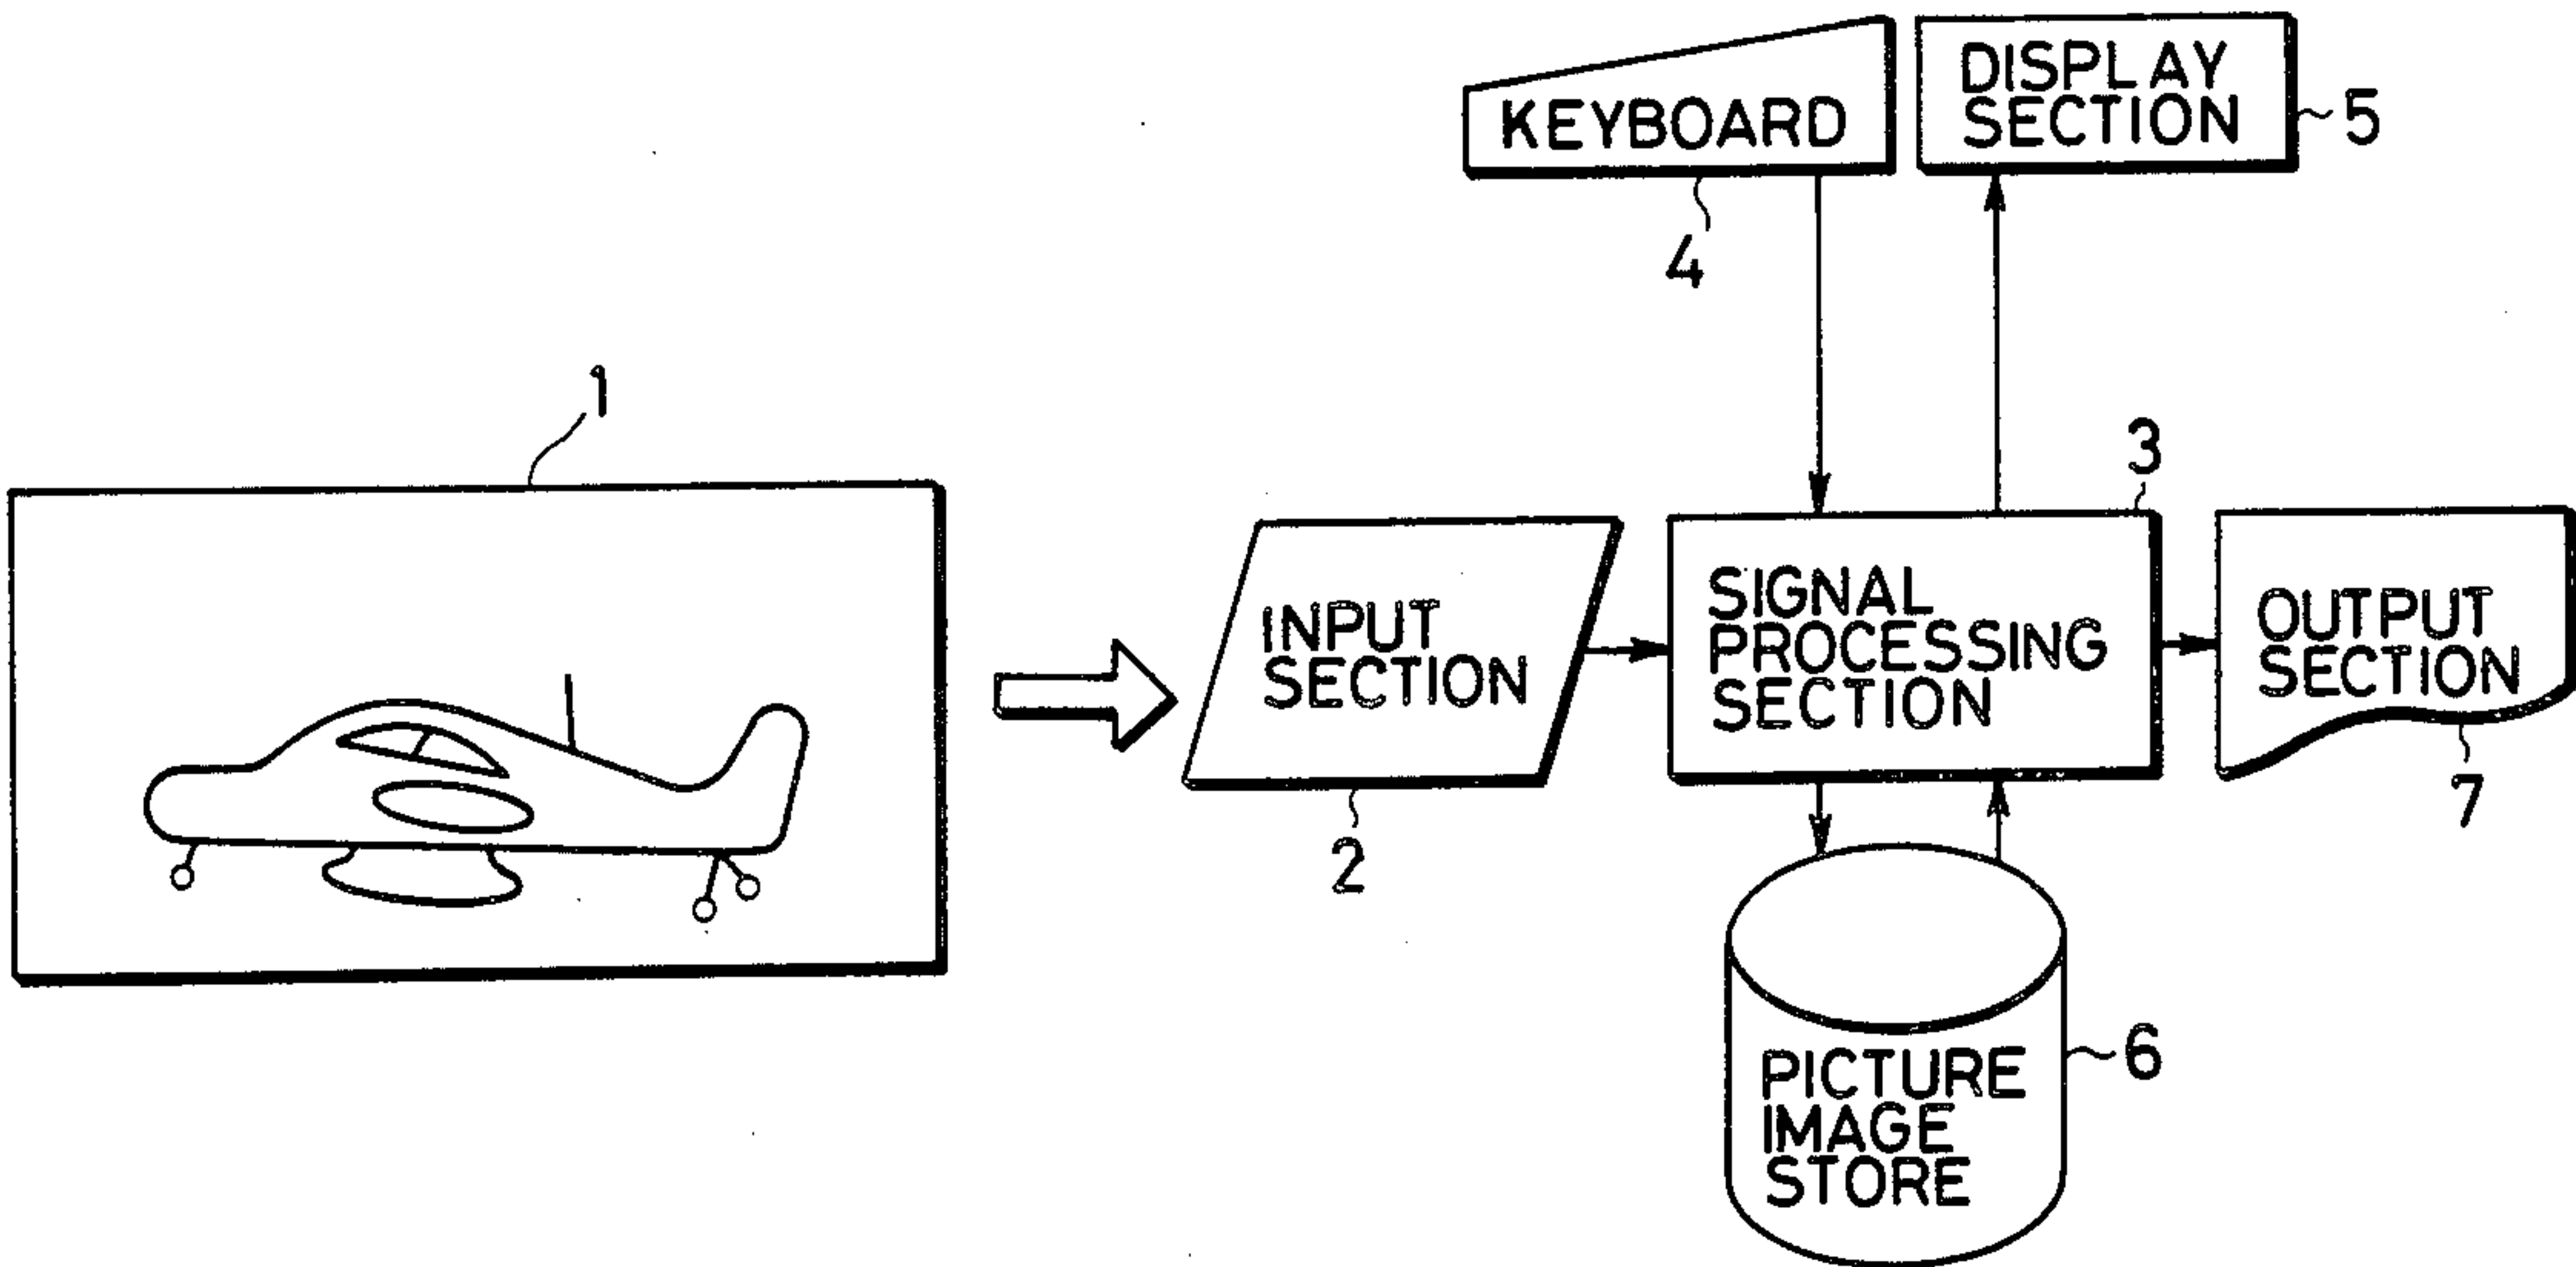 KEYBOARD
4
DISPLAY
SECTION
5
1
INPUT
SECTION
2
3
SIGNAL
PROCESSING
SECTION
OUTPUT
SECTION
7
PICTURE
IMAGE
STORE
6